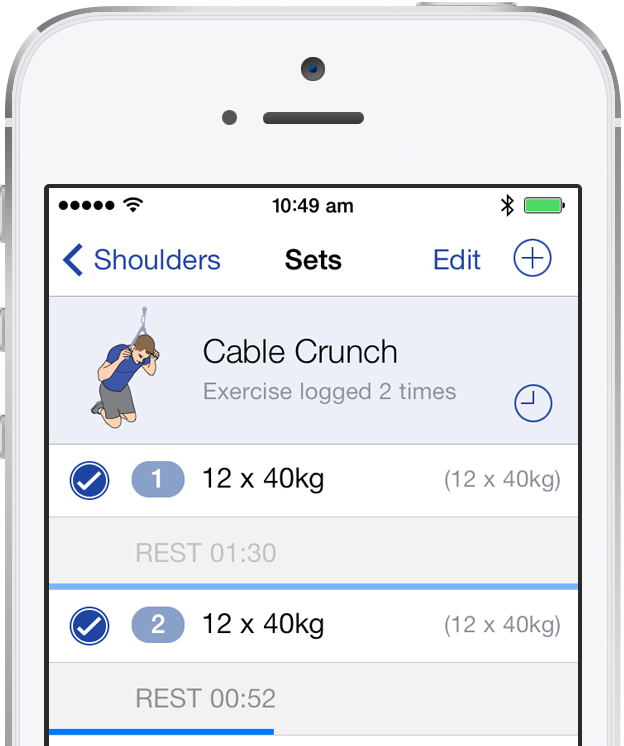 10:49 am
Shoulders Sets Edit
Cable Crunch
Exercise logged 2 times
1 12 x 40kg (12 x 40kg)
REST 01:30
2 12 x 40kg (12 x 40kg)
REST 00:52